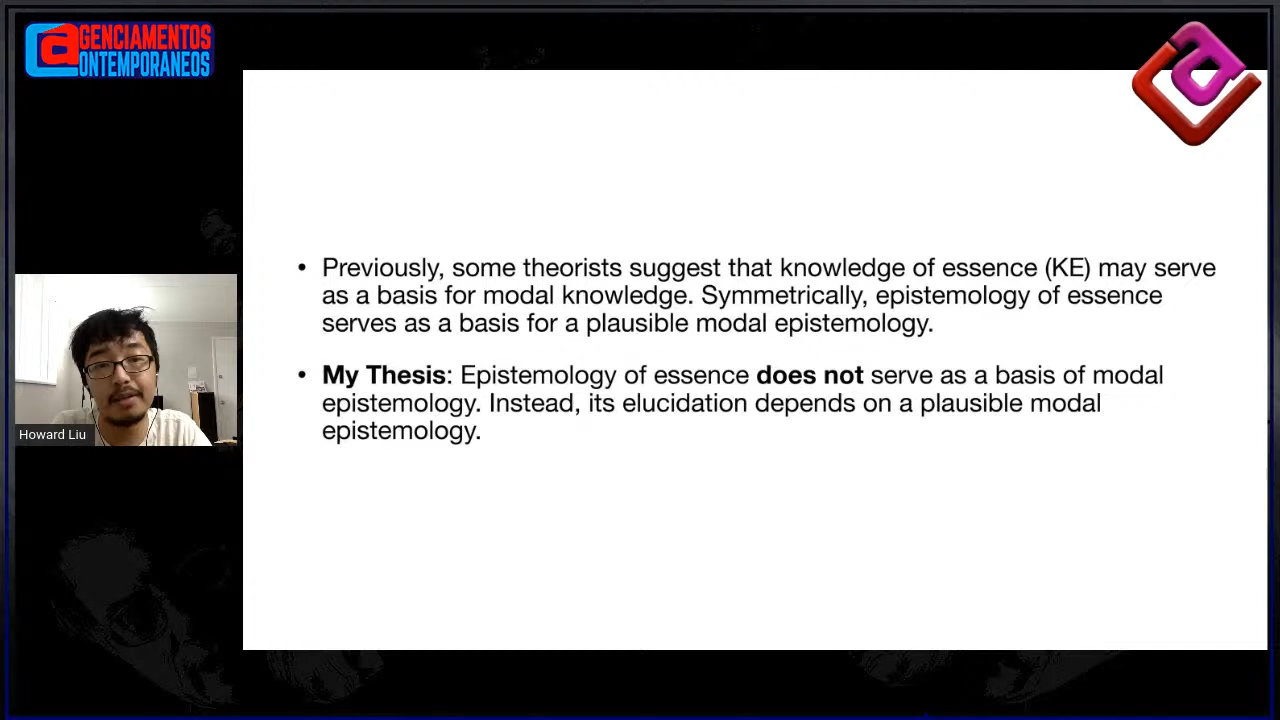 AGENCIAMENTOS
CONTEMPORANEOS
• Previously, some theorists suggest that knowledge of essence (KE) may serve
as a basis for modal knowledge. Symmetrically, epistemology of essence
serves as a basis for a plausible modal epistemology.
• My Thesis: Epistemology of essence does not serve as a basis of modal
epistemology. Instead, its elucidation depends on a plausible modal
epistemology.
Howard Liu